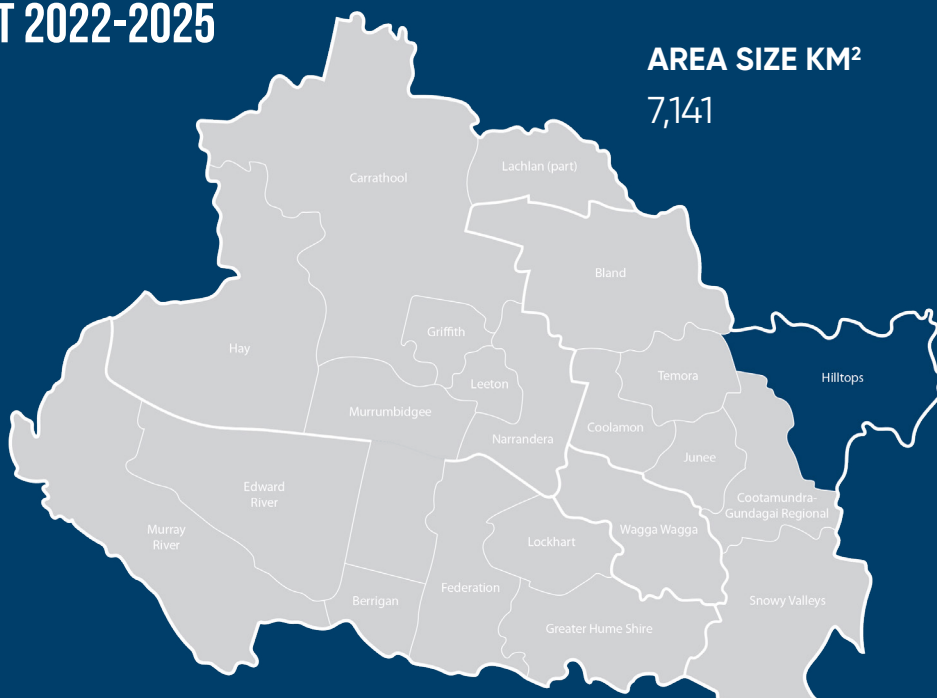 T 2022-2025
AREA SIZE KM²
7,141
Lachlan (part)
Carrathool
Bland
Griffith
Hay
Temora
Hilltops
Leeton
Murrumbidgee
Coolamon
Narrandera
Junee
Edward
River
Cootamundra-
Gundagai Regional
Murray
River
Wagga Wagga
Lockhart
Federation
Berrigan
Snowy Valleys
Greater Hume Shire